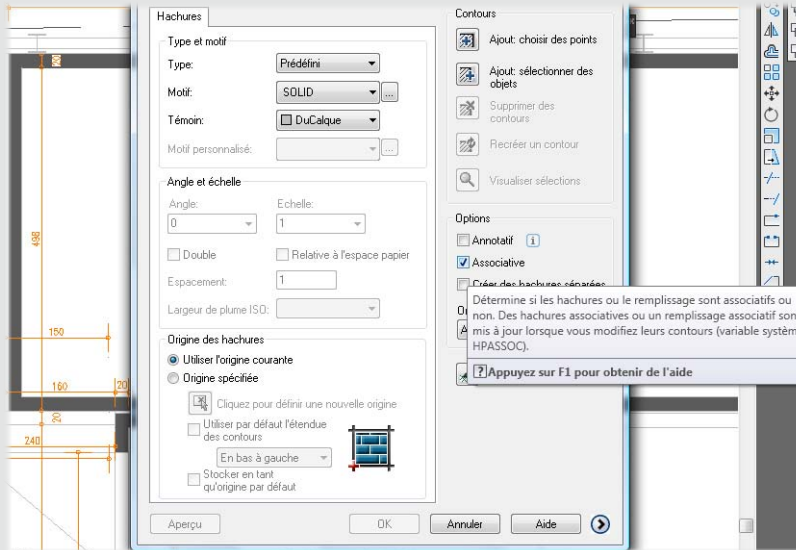 Hachures
Type et motif
Type:
Prédéfini
Motif:
SOLID
...
Témoin:
DuCalque
Motif personnalisé:
...
Angle et échelle
Angle:
Echelle:
0
1
Double
Relative à l'espace papier
Espacement:
1
Largeur de plume ISO:
Origine des hachures
Utiliser l'origine courante
Origine spécifiée
Cliquez pour définir une nouvelle origine
Utiliser par défaut l'étendue
des contours
En bas à gauche
Stocker en tant
qu'origine par défaut
Contours
Ajout: choisir des points
Ajout: sélectionner des
objets
Supprimer des
contours
Recréer un contour
Visualiser sélections
Options
Annotatif
Associative
Créer des hachures séparées
Détermine si les hachures ou le remplissage sont associatifs ou
non. Des hachures associatives ou un remplissage associatif son
mis à jour lorsque vous modifiez leurs contours (variable systèm
HPASSOC).
? Appuyez sur F1 pour obtenir de l'aide
Aperçu
OK
Annuler
Aide
20
498
150
160
20
20
240